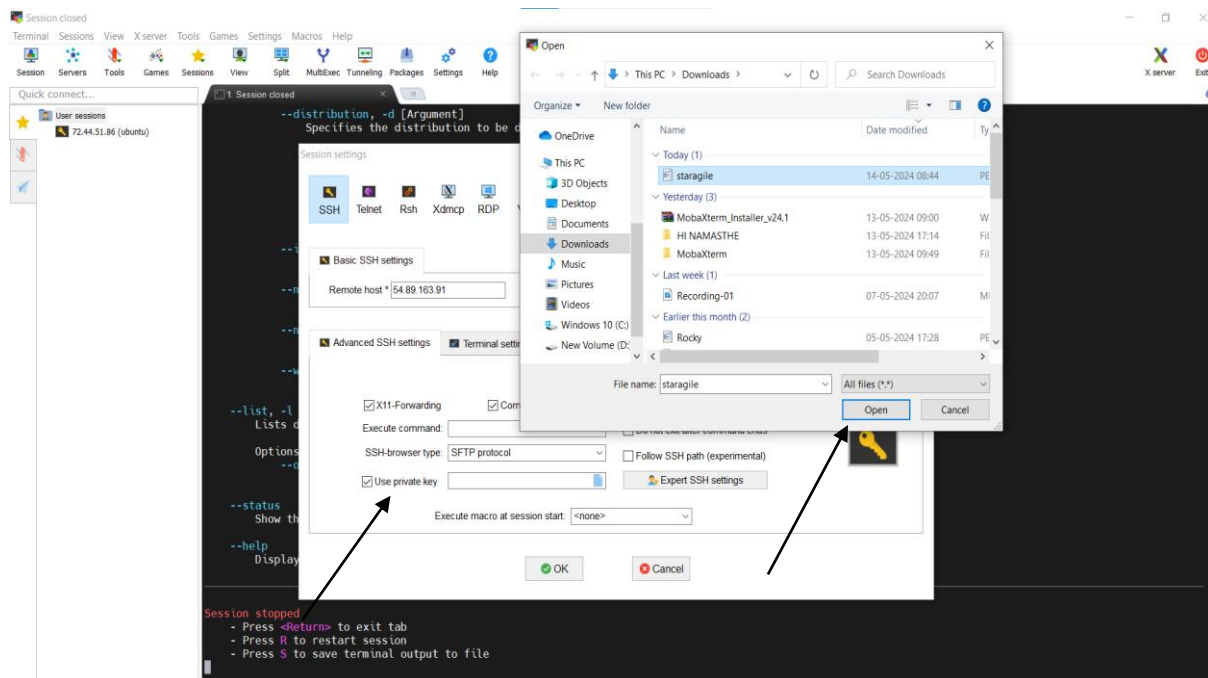 Session closed
Terminal Sessions View X server Tools Games Settings Macros Help
Session Servers Tools Games Sessions View Split MultiExec Tunneling Packages Settings Help X server Exit
Quick connect...
1. Session closed
User sessions
72.44.51.86 (ubuntu)
--distribution, -d [Argument]
Specifies the distribution to be
--list, -l
Lists
Options
--status
Show
--help
Display
Session stopped
- Press <Return> to exit tab
- Press R to restart session
- Press S to save terminal output to file
Session settings
SSH Telnet Rsh Xdmcp RDP
Basic SSH settings
Remote host * 54.89.163.91
Advanced SSH settings Terminal
X11-Forwarding
Execute command:
Do not exit after command ends
SSH-browser type: SFTP protocol
Follow SSH path (experimental)
Use private key
Expert SSH settings
Execute macro at session start: <none>
OK Cancel
Open
This PC > Downloads >
Search Downloads
Organize New folder
OneDrive
This PC
3D Objects
Desktop
Documents
Downloads
Music
Pictures
Videos
Windows 10 (C:)
New Volume (D:
Name Date modified Ty
Today (1)
staragile 14-05-2024 08:44 PE
Yesterday (3)
MobaXterm_Installer_v24.1 13-05-2024 09:00 W
HI NAMASTHE 13-05-2024 17:14 Fil
MobaXterm 13-05-2024 09:49 Fil
Last week (1)
Recording-01 07-05-2024 20:07
Earlier this month (2)
Rocky 05-05-2024 17:28 PE
File name: staragile All files (*.*)
Open Cancel